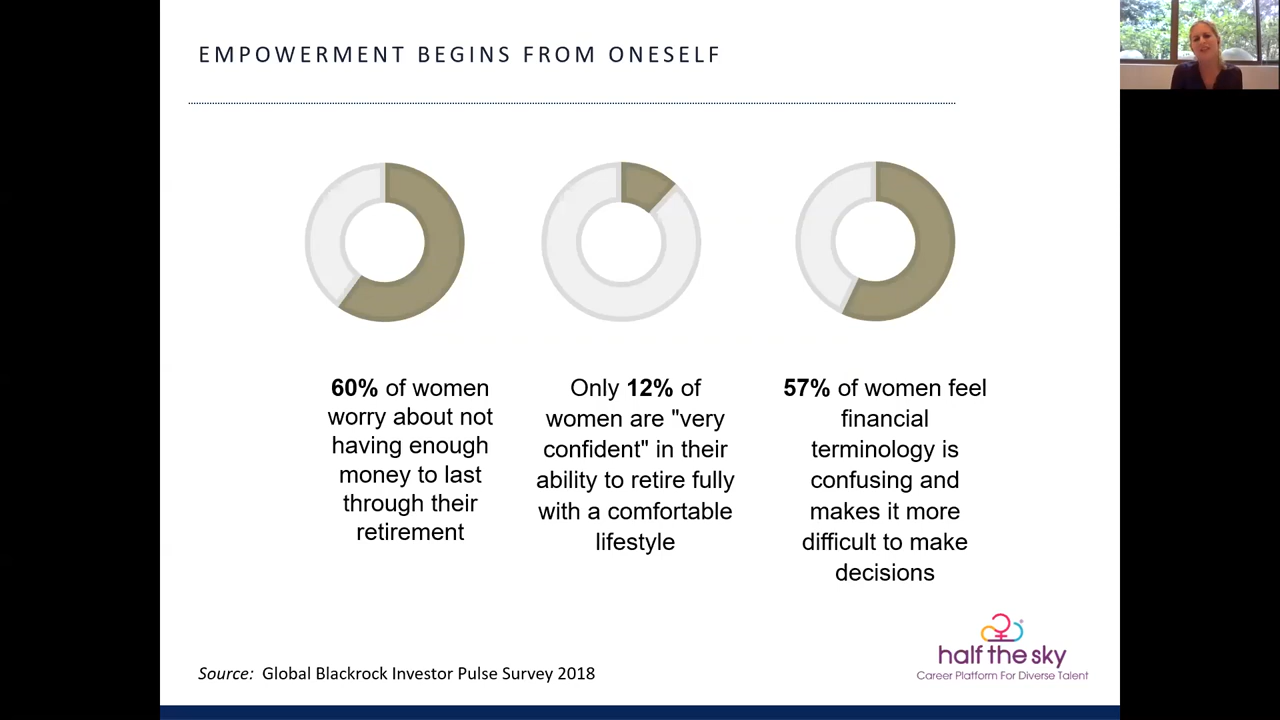 EMPOWERMENT BEGINS FROM ONESELF
60% of women
worry about not
having enough
money to last
through their
retirement
Only 12% of
women are "very
confident" in their
ability to retire fully
with a comfortable
lifestyle
57% of women feel
financial
terminology is
confusing and
makes it more
difficult to make
decisions
Source: Global Blackrock Investor Pulse Survey 2018
half the sky
Career Platform For Diverse Talent